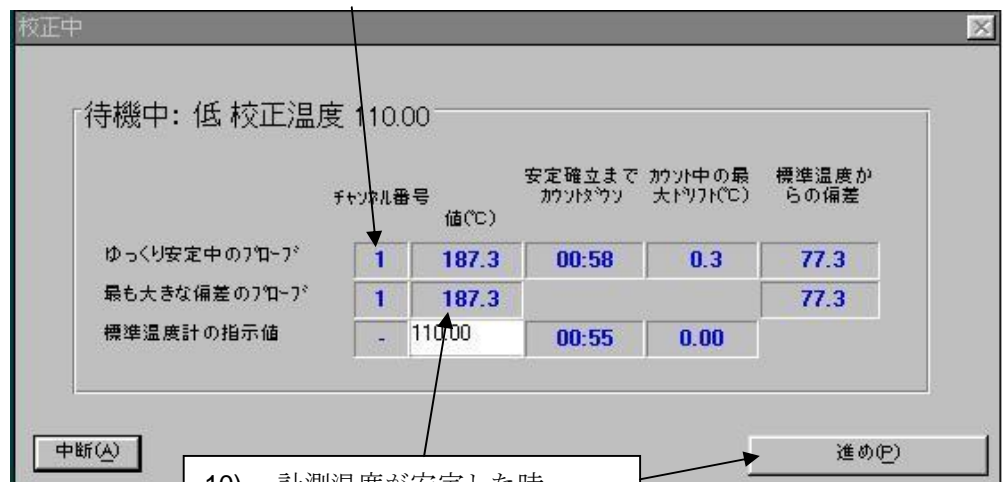 校正中
待機中: 低 校正温度 110.00
チャンネル番号
値(℃)
安定確立まで
カウントダウン
カウント中の最
大ドリフト(℃)
標準温度か
らの偏差
ゆっくり安定中のプローブ 1 187.3 00:58 0.3 77.3
最も大きな偏差のプローブ 1 187.3 77.3
標準温度計の指示値 - 110.00 00:55 0.00
中断(A)
進め(P)
10) 計測温度が安定した時